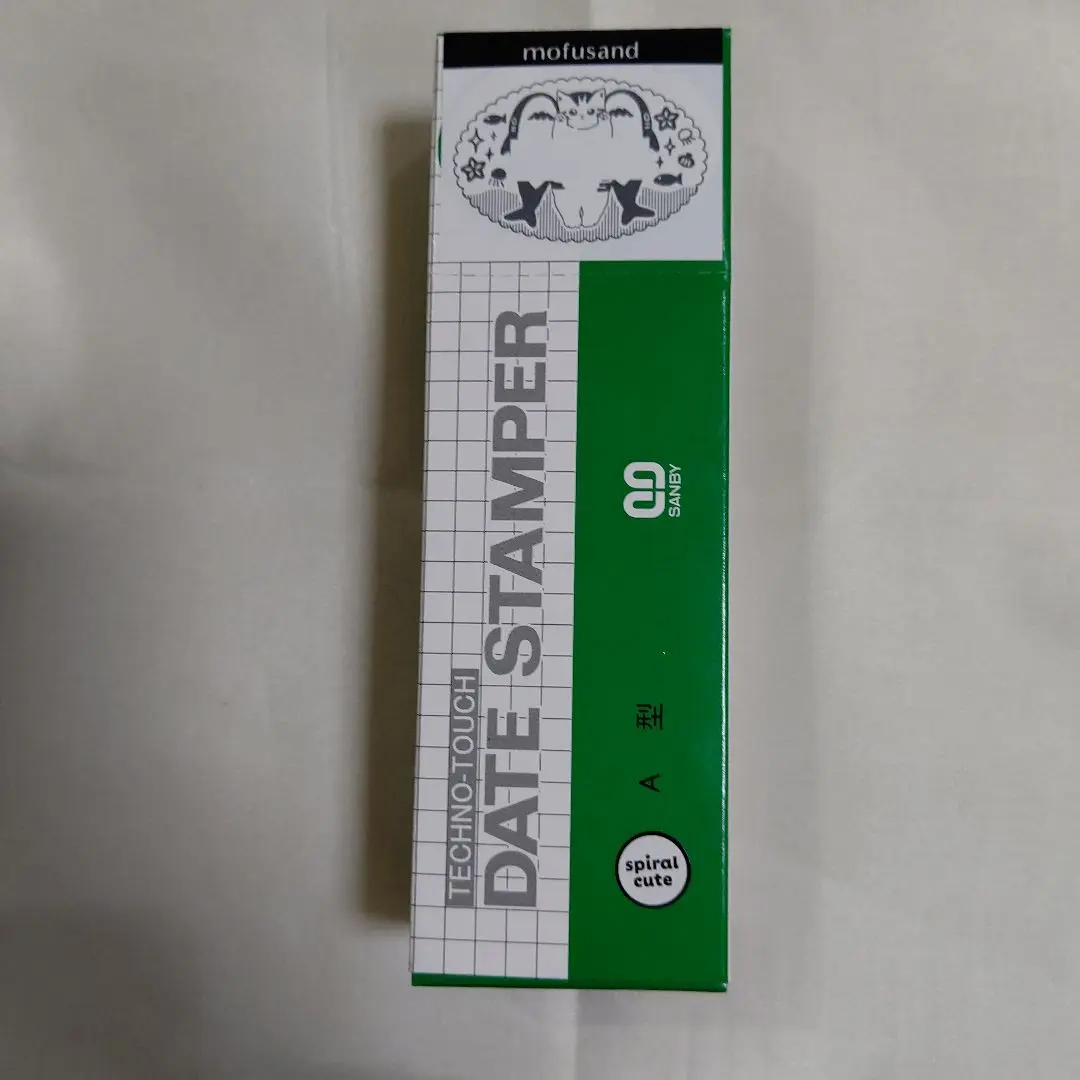 mofusand
TECHNO-TOUCH
DATE STAMPER
SANBY
A 型
spiral
cute